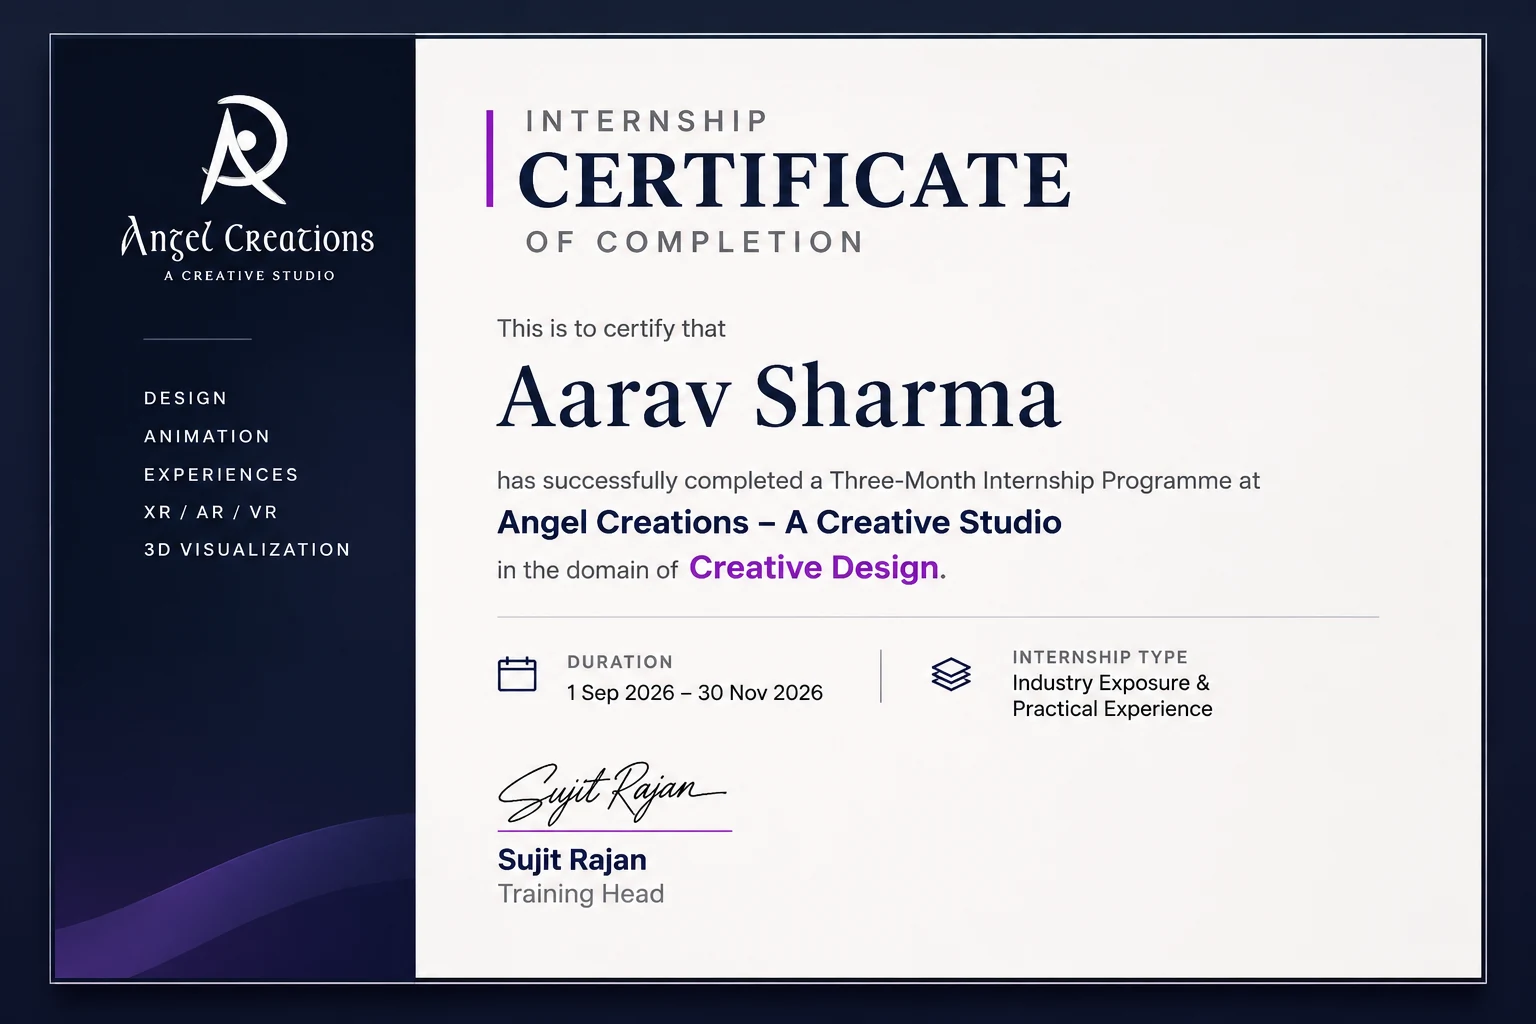 Angel Creations
A CREATIVE STUDIO
DESIGN
ANIMATION
EXPERIENCES
XR / AR / VR
3D VISUALIZATION
INTERNSHIP
CERTIFICATE
OF COMPLETION
This is to certify that
Aarav Sharma
has successfully completed a Three-Month Internship Programme at
Angel Creations – A Creative Studio
in the domain of Creative Design.
DURATION
1 Sep 2026 – 30 Nov 2026
INTERNSHIP TYPE
Industry Exposure &
Practical Experience
Sujit Rajan
Sujit Rajan
Training Head